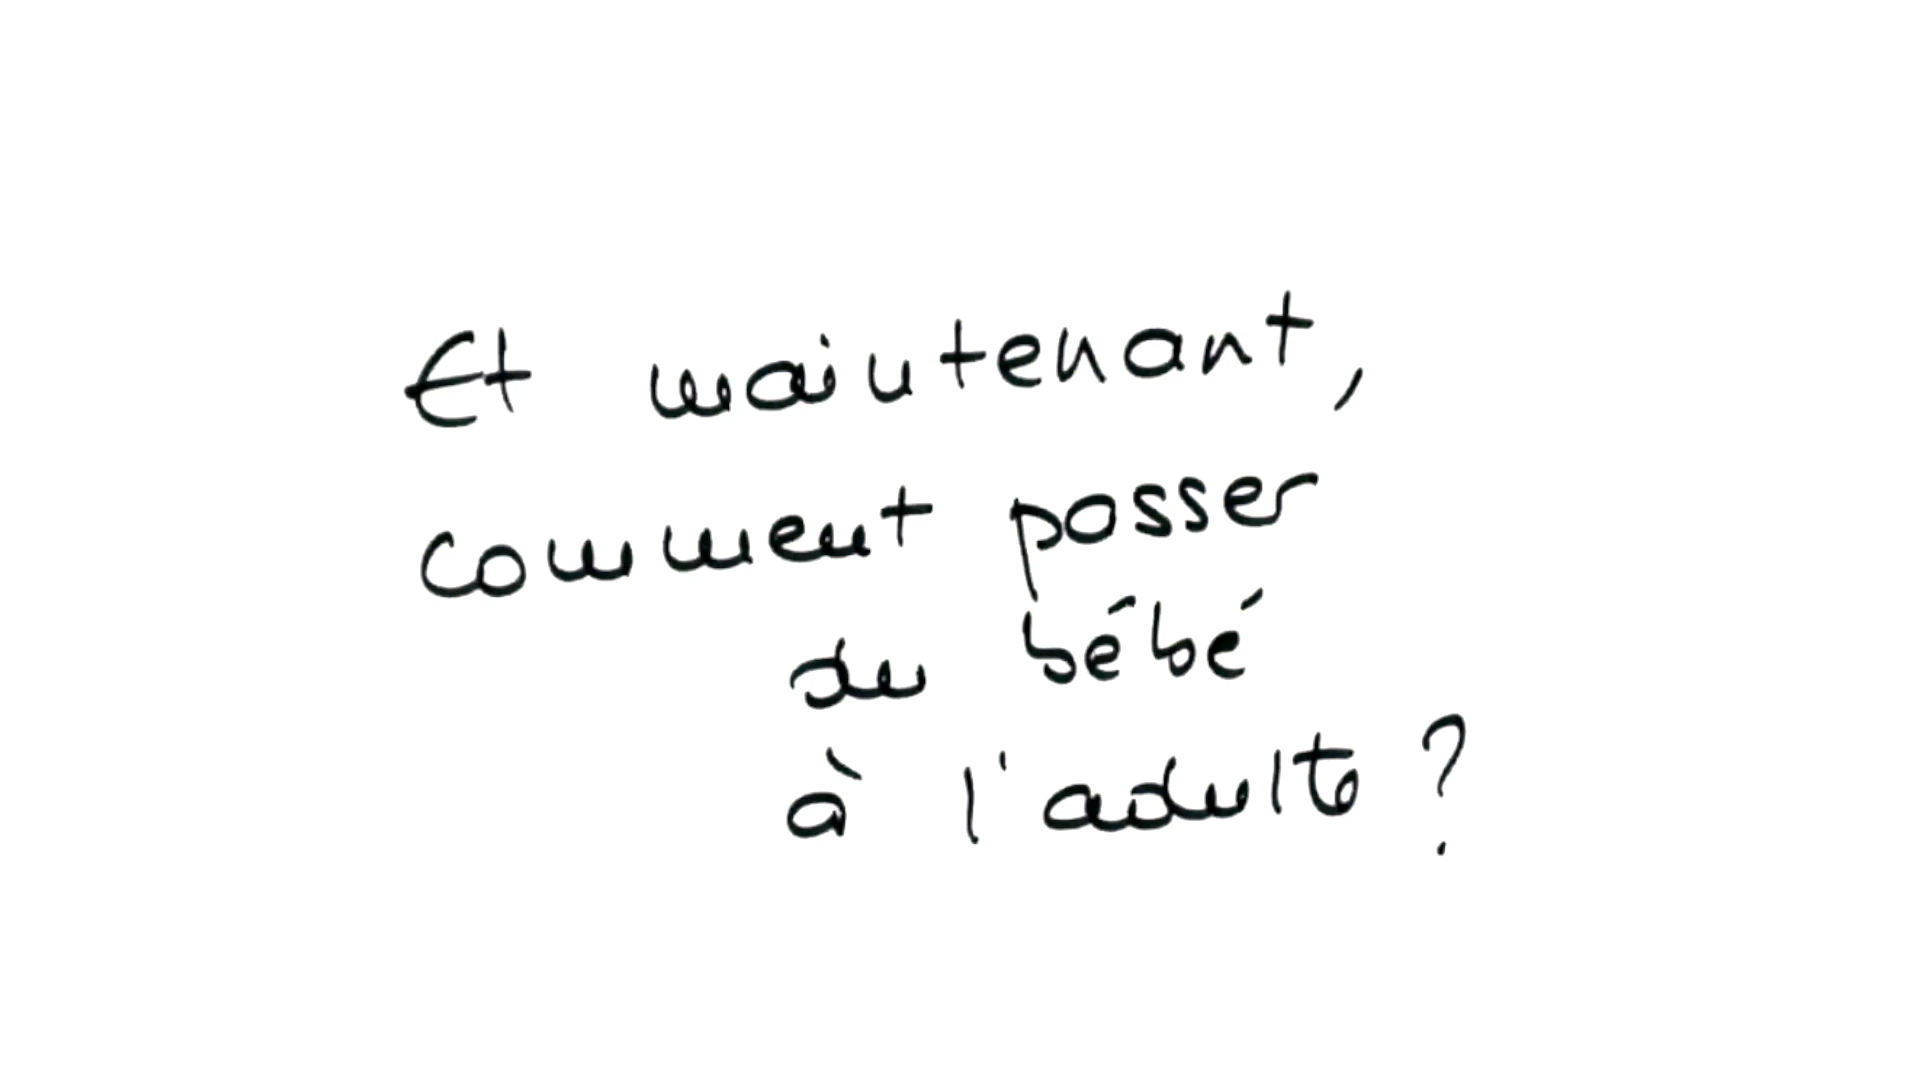 Et maintenant,
comment passer
du bébé
à l'adulte ?